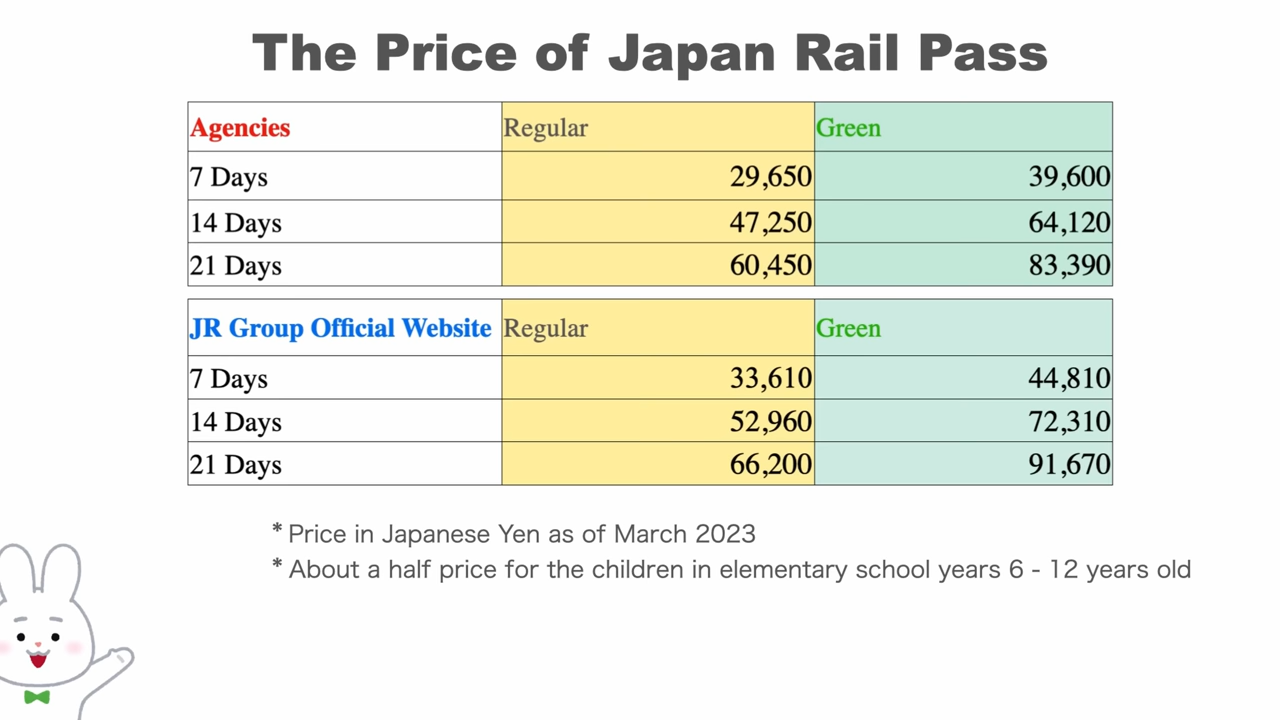 The Price of Japan Rail Pass
Agencies Regular Green
7 Days 29,650 39,600
14 Days 47,250 64,120
21 Days 60,450 83,390
JR Group Official Website Regular Green
7 Days 33,610 44,810
14 Days 52,960 72,310
21 Days 66,200 91,670
* Price in Japanese Yen as of March 2023
* About a half price for the children in elementary school years 6 - 12 years old